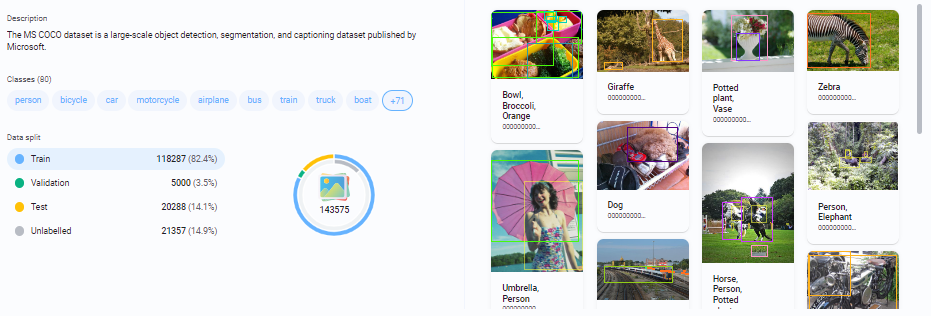 Description
The MS COCO dataset is a large-scale object detection, segmentation, and captioning dataset published by
Microsoft.
Classes (80)
person bicycle car motorcycle airplane bus train truck boat +71
Data split
Train 118287 (82.4%)
Validation 5000 (3.5%)
Test 20288 (14.1%)
Unlabelled 21357 (14.9%)
143575
Bowl,
Broccoli,
Orange
000000000...
Umbrella,
Person
000000000...
Giraffe
000000000...
Dog
000000000...
Potted
plant,
Vase
000000000...
Horse,
Person,
Potted
Zebra
000000000...
Person,
Elephant
000000000...